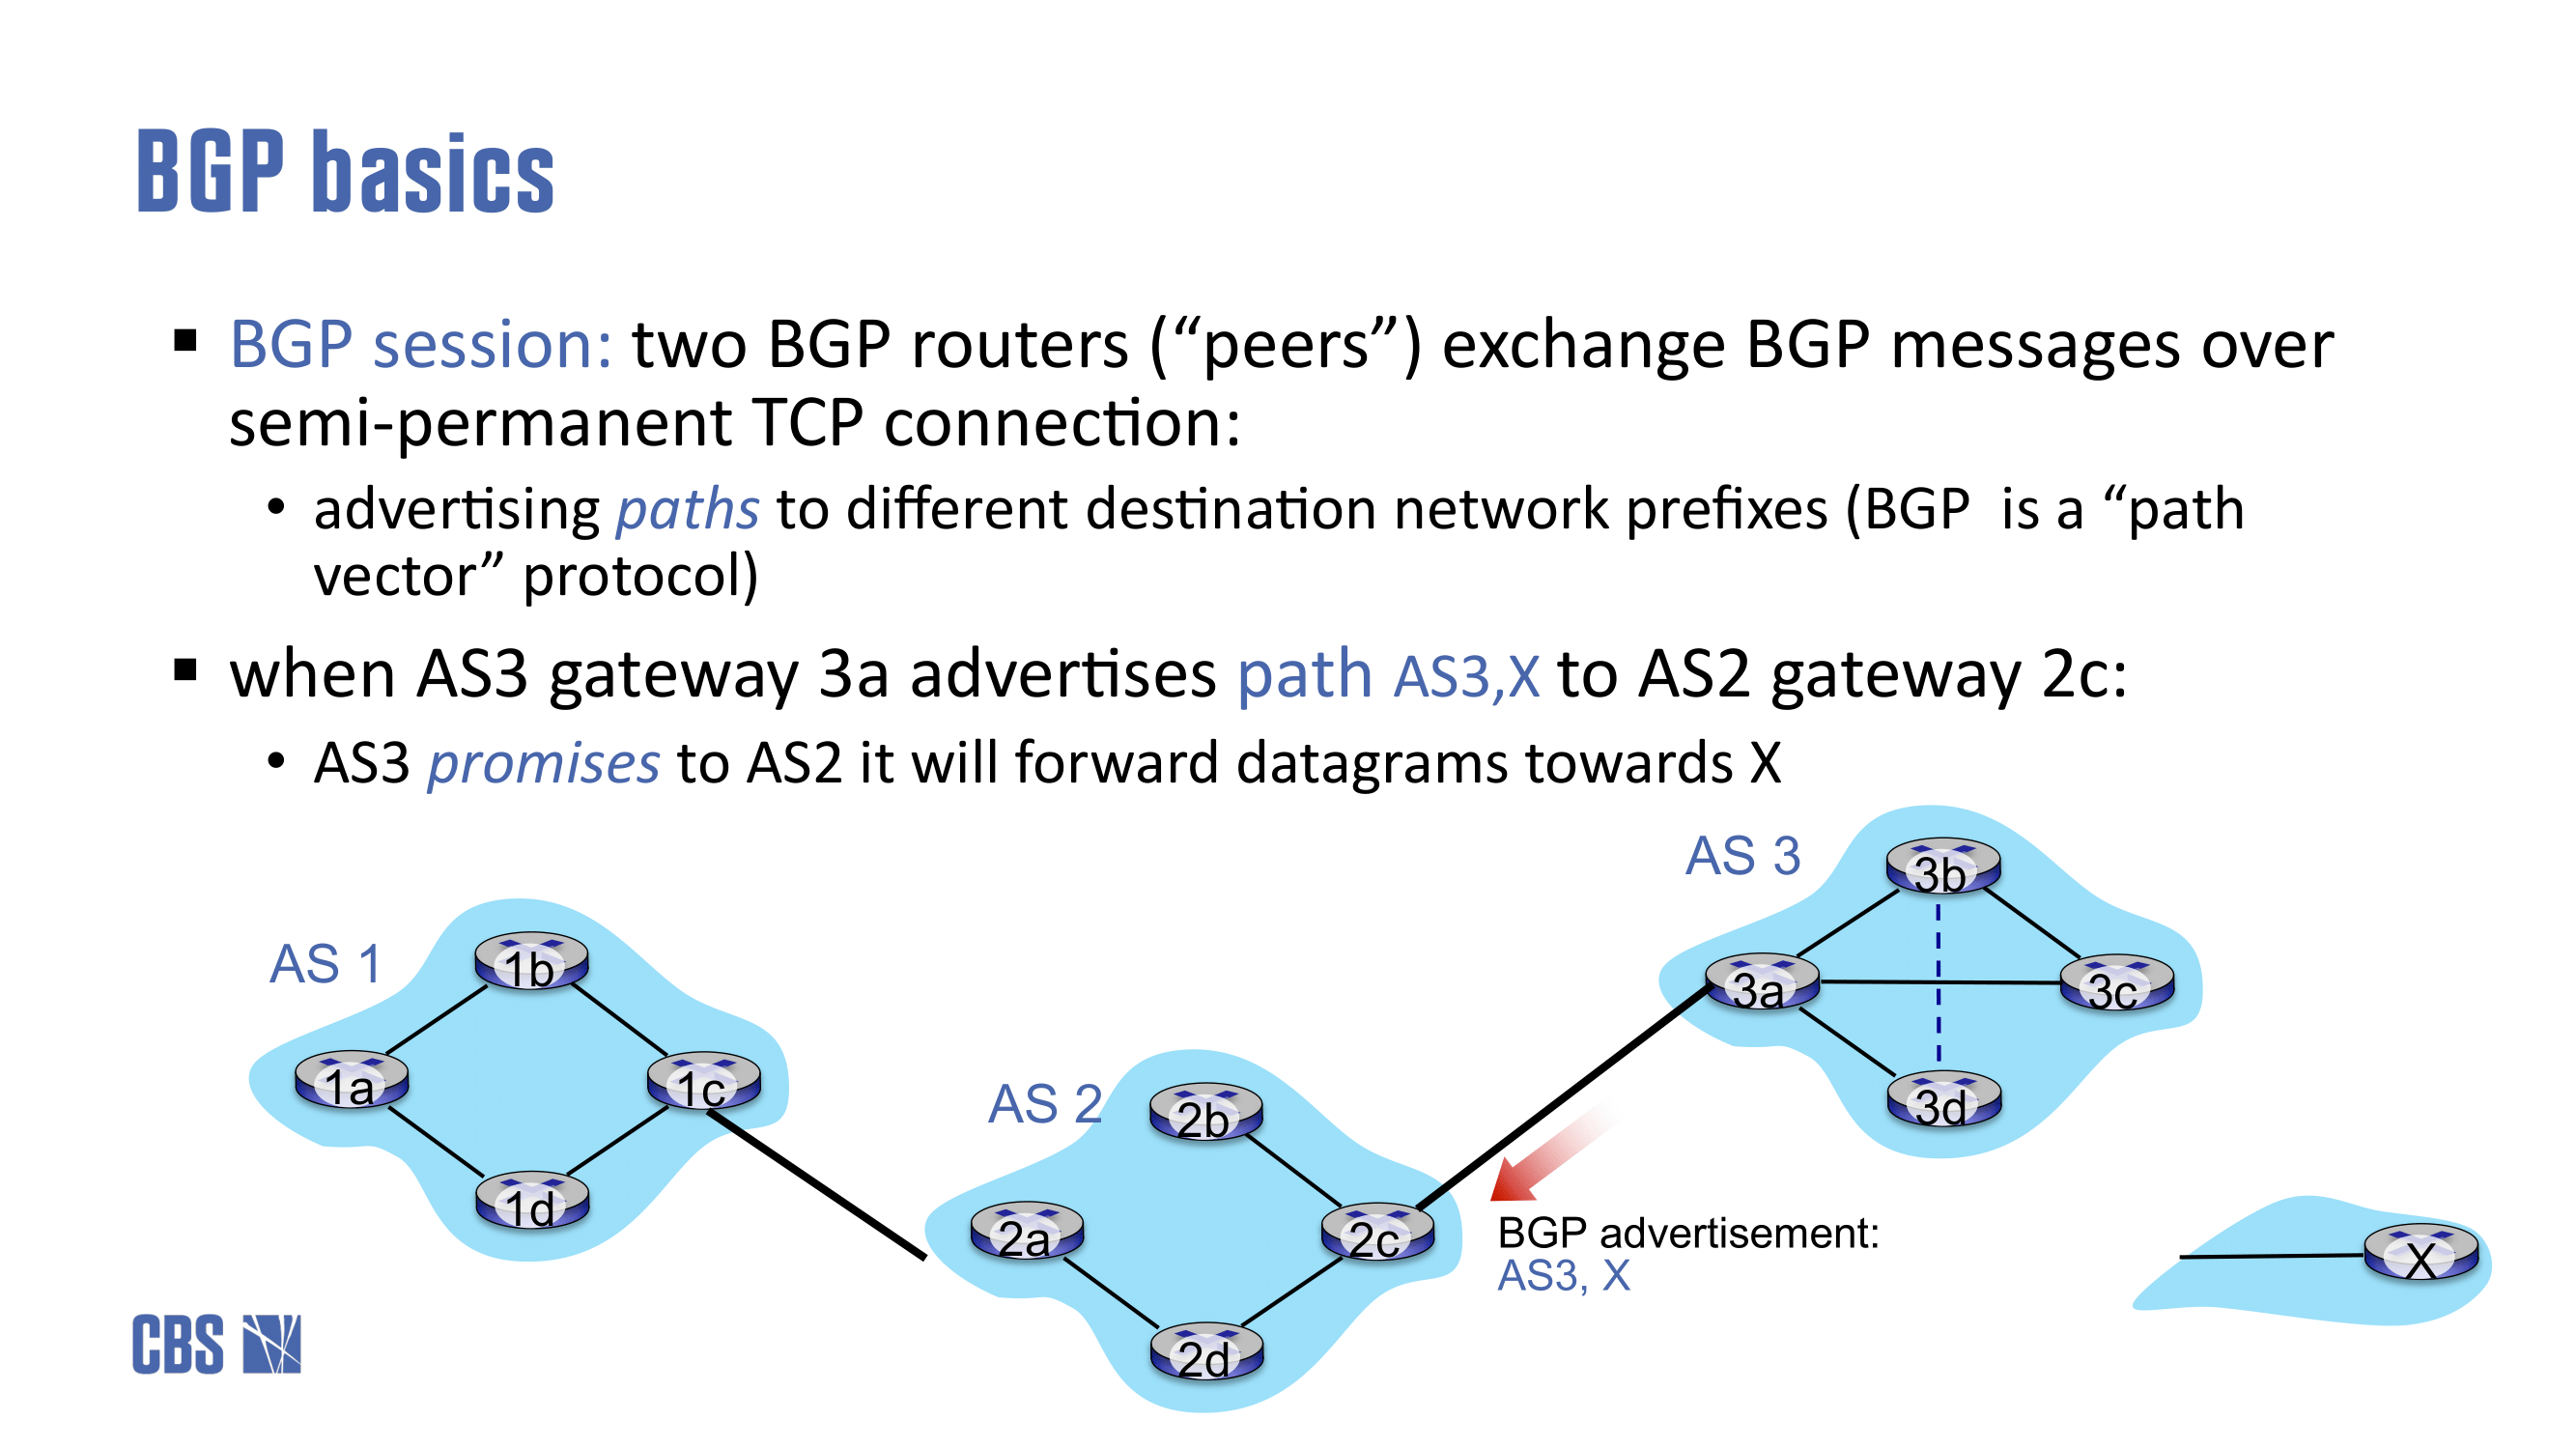 BGP basics
▪ BGP session: two BGP routers (“peers”) exchange BGP messages over
semi-permanent TCP connection:
• advertising paths to different destination network prefixes (BGP  is a “path
vector” protocol)
▪ when AS3 gateway 3a advertises path AS3,X to AS2 gateway 2c:
• AS3 promises to AS2 it will forward datagrams towards X
AS 1
1b
1a
1c
1d
AS 2
2b
2a
2c
2d
AS 3
3b
3a
3c
3d
BGP advertisement:
AS3, X
X
CBS